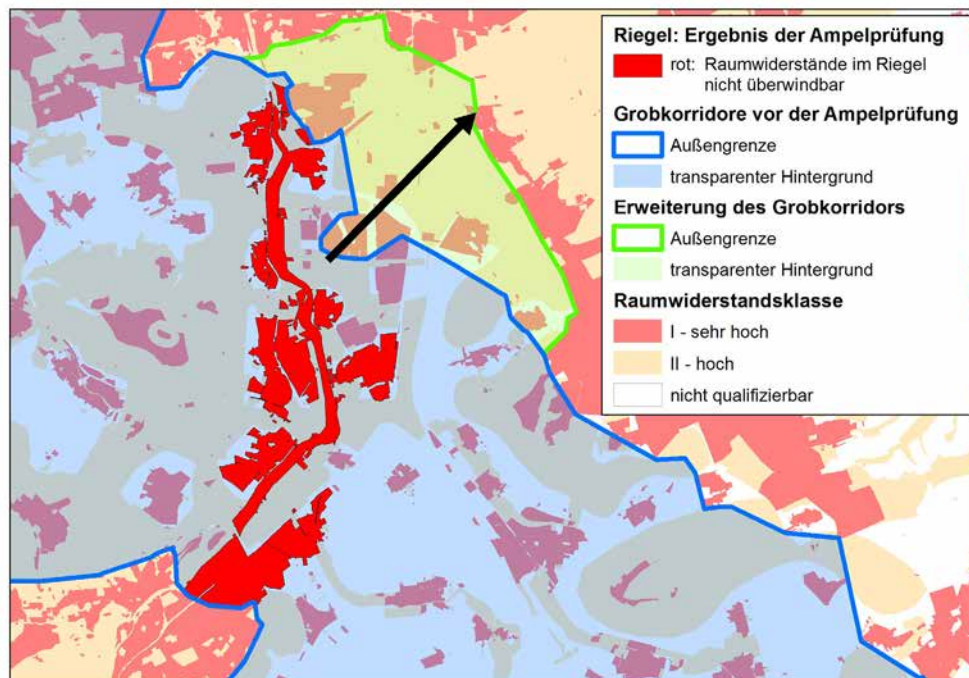 Riegel: Ergebnis der Ampelprüfung
rot: Raumwiderstände im Riegel
nicht überwindbar
Grobkorridore vor der Ampelprüfung
Außengrenze
transparenter Hintergrund
Erweiterung des Grobkorridors
Außengrenze
transparenter Hintergrund
Raumwiderstandsklasse
I - sehr hoch
II - hoch
nicht qualifizierbar